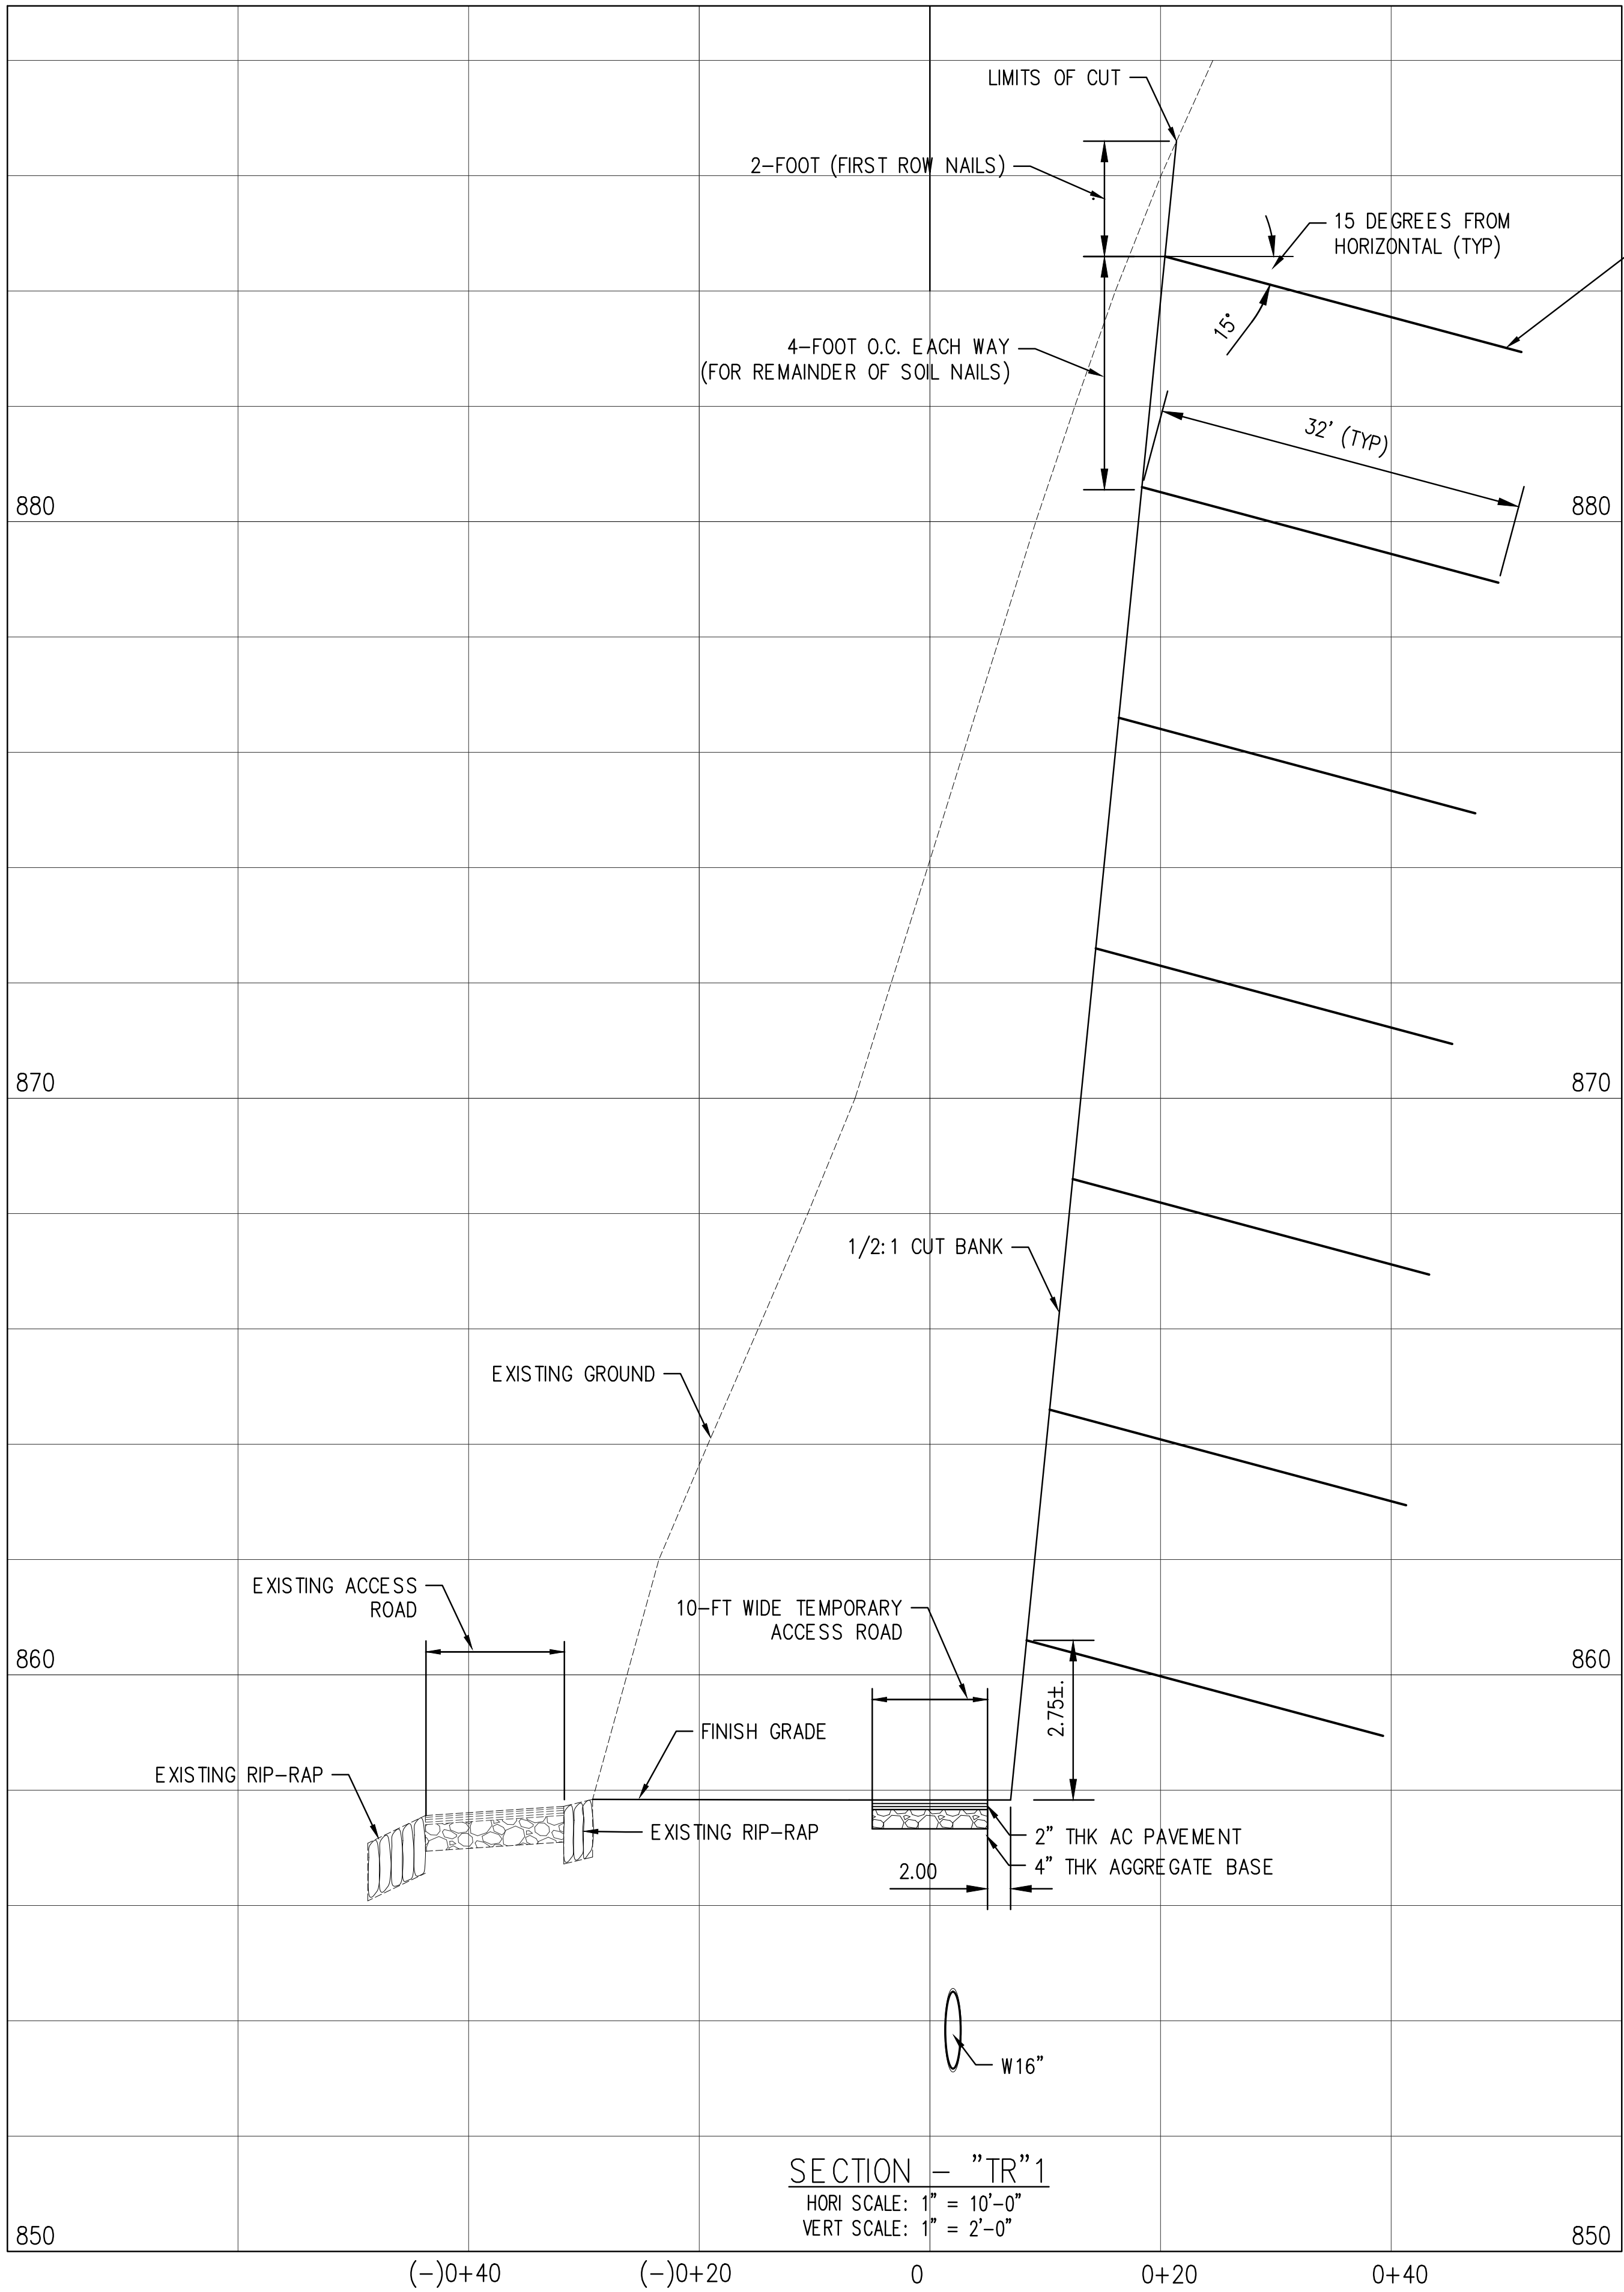 LIMITS OF CUT
2-FOOT (FIRST ROW NAILS)
15 DEGREES FROM
HORIZONTAL (TYP)
15°
4-FOOT O.C. EACH WAY
(FOR REMAINDER OF SOIL NAILS)
32' (TYP)
880
880
870
870
1/2:1 CUT BANK
EXISTING GROUND
EXISTING ACCESS
ROAD
10-FT WIDE TEMPORARY
ACCESS ROAD
860
860
2.75±.
FINISH GRADE
EXISTING RIP-RAP
EXISTING RIP-RAP
2" THK AC PAVEMENT
4" THK AGGREGATE BASE
2.00
W16"
SECTION - "TR"1
HORI SCALE: 1" = 10'-0"
VERT SCALE: 1" = 2'-0"
850
850
(-)0+40
(-)0+20
0
0+20
0+40